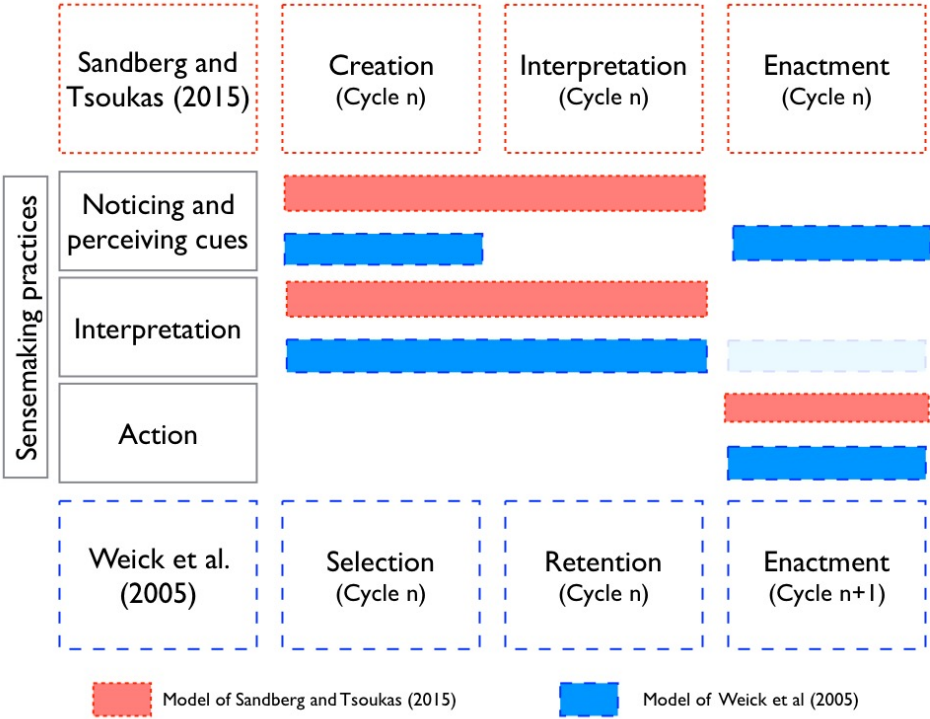 Sandberg and
Tsoukas (2015)
Creation
(Cycle n)
Interpretation
(Cycle n)
Enactment
(Cycle n)
Sensemaking practices
Noticing and
perceiving cues
Interpretation
Action
Weick et al.
(2005)
Selection
(Cycle n)
Retention
(Cycle n)
Enactment
(Cycle n+1)
Model of Sandberg and Tsoukas (2015)
Model of Weick et al (2005)